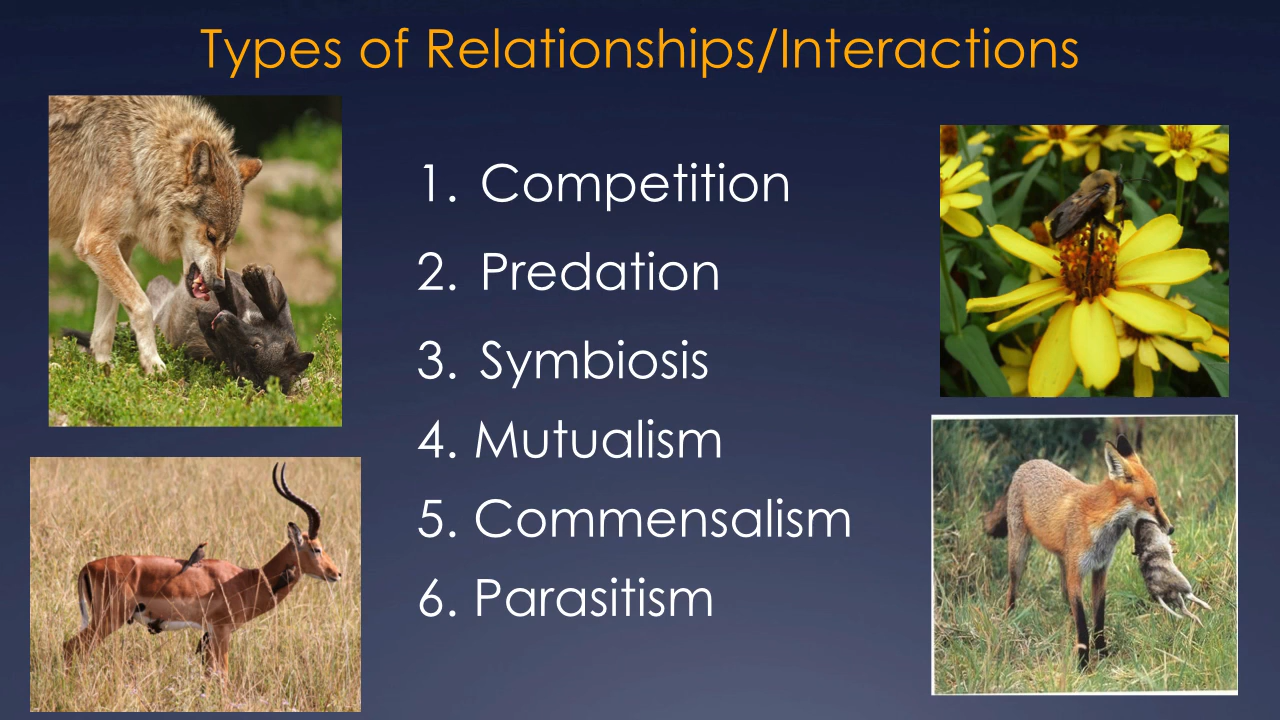 Types of Relationships/Interactions
1. Competition
2. Predation
3. Symbiosis
4. Mutualism
5. Commensalism
6. Parasitism